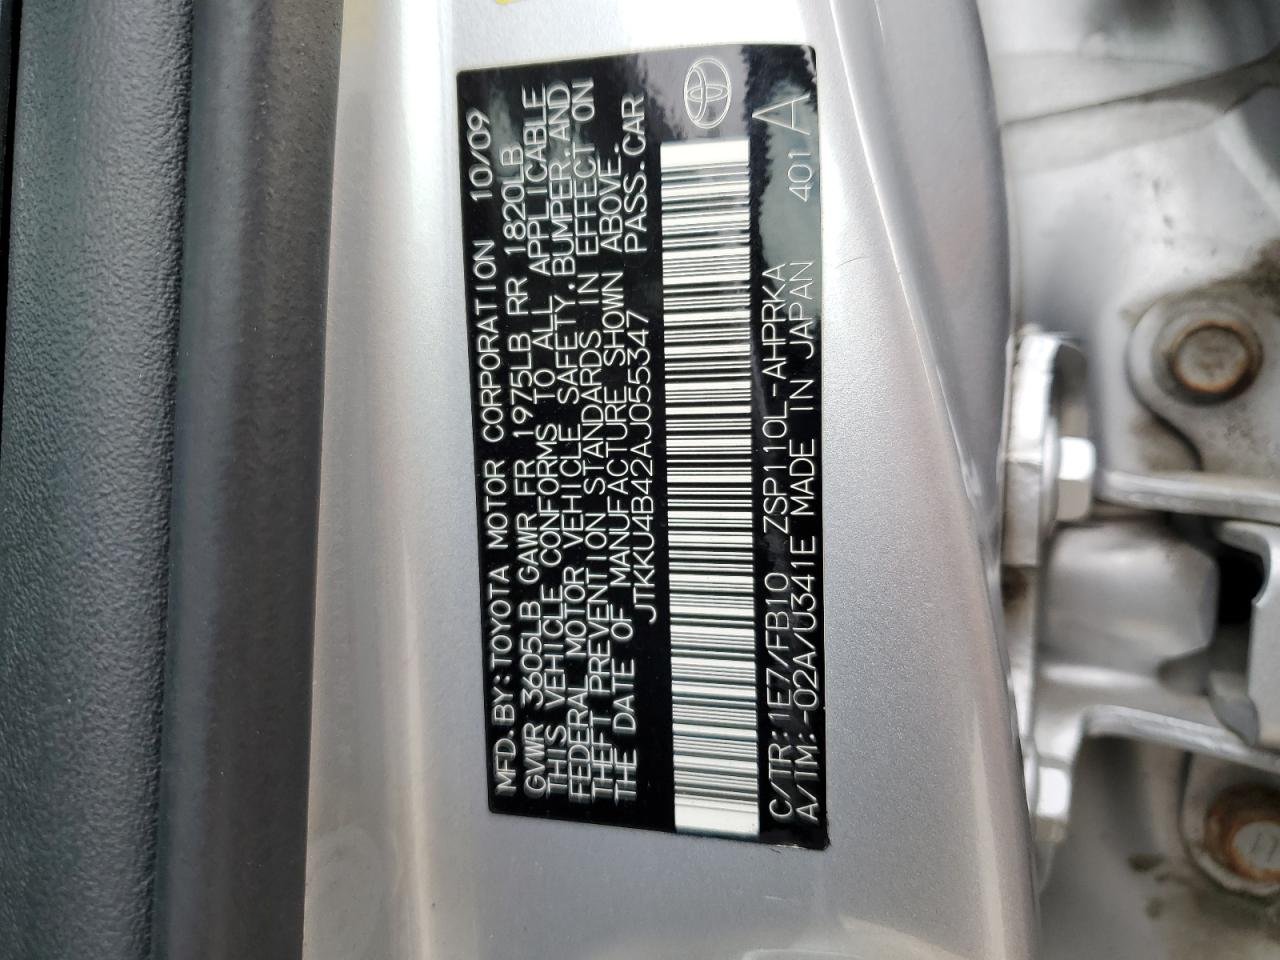 MFD.BY:TOYOTA MOTOR CORPORATION 10/09
GVWR 3605LB GAWR FR 1975LB RR 1820LB
THIS VEHICLE CONFORMS TO ALL APPLICABLE
FEDERAL MOTOR VEHICLE SAFETY,BUMPER,AND
THEFT PREVENTION STANDARDS IN EFFECT ON
THE DATE OF MANUFACTURE SHOWN ABOVE.
JTKKU4B42AJ055347 PASS.CAR
C/TR:1E7/FB10 ZSP110L-AHPRKA
A/TM:-02A/U341E MADE IN JAPAN 401 A